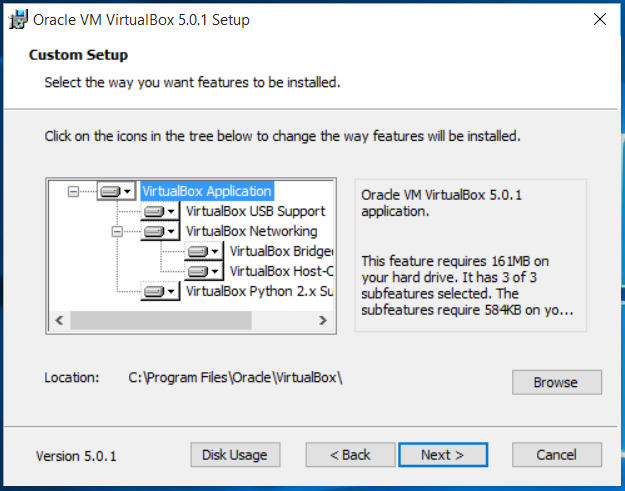 Oracle VM VirtualBox 5.0.1 Setup
Custom Setup
Select the way you want features to be installed.
Click on the icons in the tree below to change the way features will be installed.
VirtualBox Application
VirtualBox USB Support
VirtualBox Networking
VirtualBox Bridge
VirtualBox Host-C
VirtualBox Python 2.x Su
Oracle VM VirtualBox 5.0.1
application.
This feature requires 161MB on
your hard drive. It has 3 of 3
subfeatures selected. The
subfeatures require 584KB on yo...
Location: C:\Program Files\Oracle\VirtualBox\
Browse
Version 5.0.1
Disk Usage
< Back
Next >
Cancel